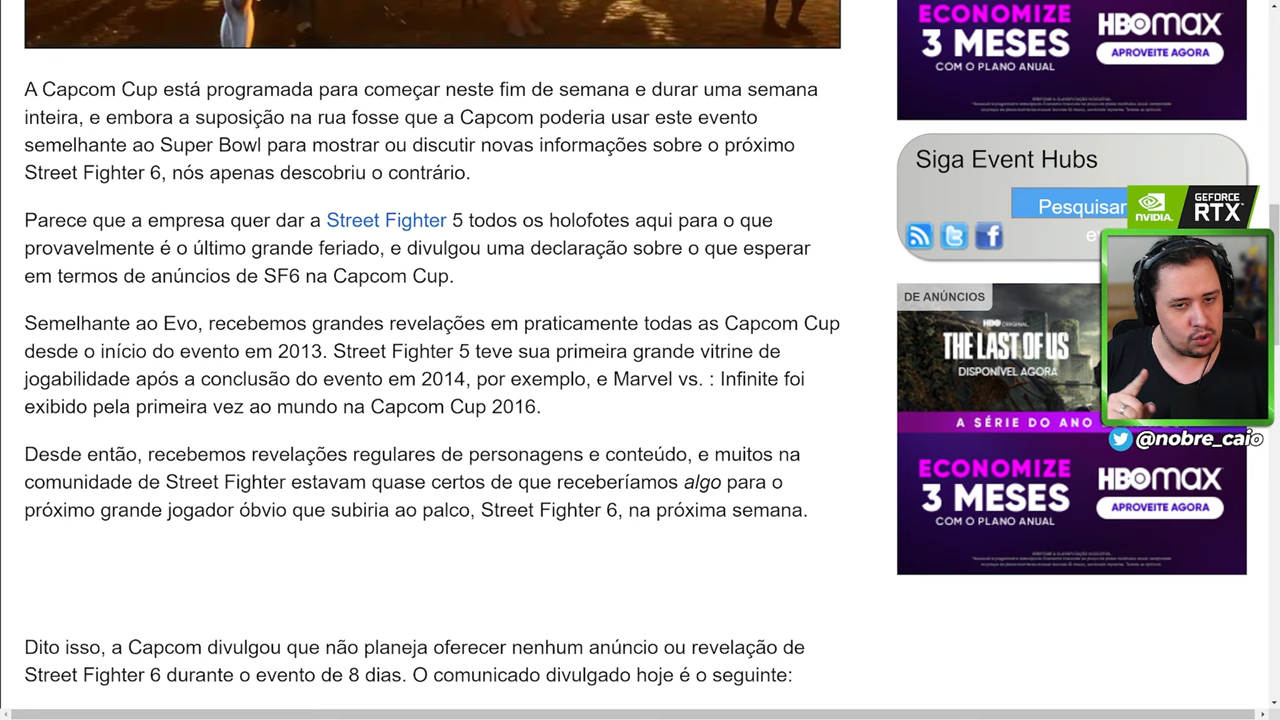 ECONOMIZE
3 MESES
COM O PLANO ANUAL
HBOMAX
APROVEITE AGORA
A Capcom Cup está programada para começar neste fim de semana e durar uma semana
inteira, e embora a suposição comum fosse que a Capcom poderia usar este evento
semelhante ao Super Bowl para mostrar ou discutir novas informações sobre o próximo
Street Fighter 6, nós apenas descobriu o contrário.
Parece que a empresa quer dar a Street Fighter 5 todos os holofotes aqui para o que
provavelmente é o último grande feriado, e divulgou uma declaração sobre o que esperar
em termos de anúncios de SF6 na Capcom Cup.
Semelhante ao Evo, recebemos grandes revelações em praticamente todas as Capcom Cup
desde o início do evento em 2013. Street Fighter 5 teve sua primeira grande vitrine de
jogabilidade após a conclusão do evento em 2014, por exemplo, e Marvel vs. : Infinite foi
exibido pela primeira vez ao mundo na Capcom Cup 2016.
Desde então, recebemos revelações regulares de personagens e conteúdo, e muitos na
comunidade de Street Fighter estavam quase certos de que receberíamos algo para o
próximo grande jogador óbvio que subiria ao palco, Street Fighter 6, na próxima semana.
Dito isso, a Capcom divulgou que não planeja oferecer nenhum anúncio ou revelação de
Street Fighter 6 durante o evento de 8 dias. O comunicado divulgado hoje é o seguinte:
Siga Event Hubs
Pesquisar
NVIDIA.
GEFORCE
RTX
DE ANÚNCIOS
HBO ORIGINAL
THE LAST OF US
DISPONÍVEL AGORA
A SÉRIE DO ANO
@nobre_caio
ECONOMIZE
3 MESES
COM O PLANO ANUAL
HBOMAX
APROVEITE AGORA